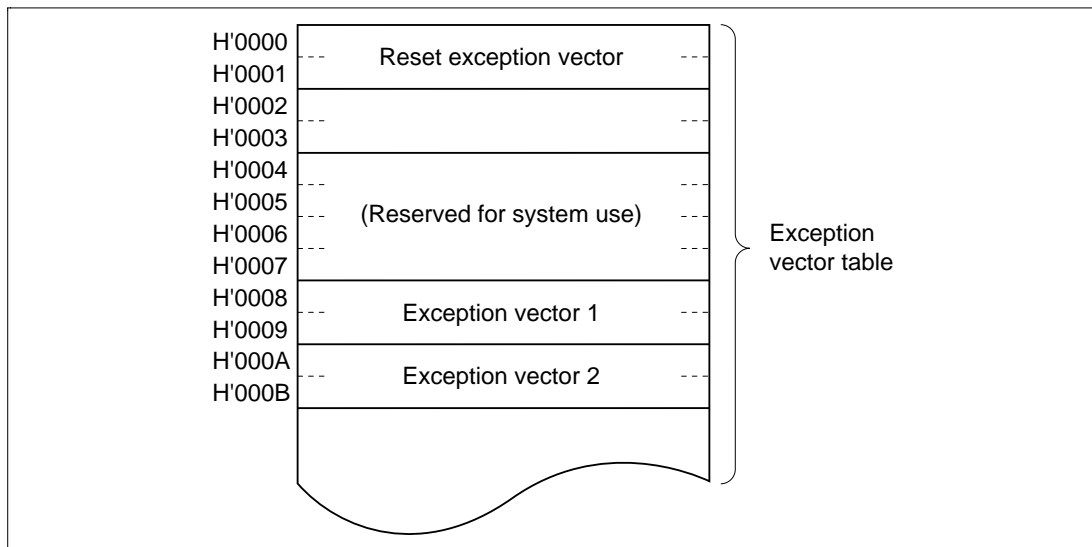 H'0000
Reset exception vector
H'0001
H'0002
H'0003
H'0004
H'0005
(Reserved for system use)
H'0006
H'0007
H'0008
Exception vector 1
H'0009
H'000A
Exception vector 2
H'000B
Exception
vector table